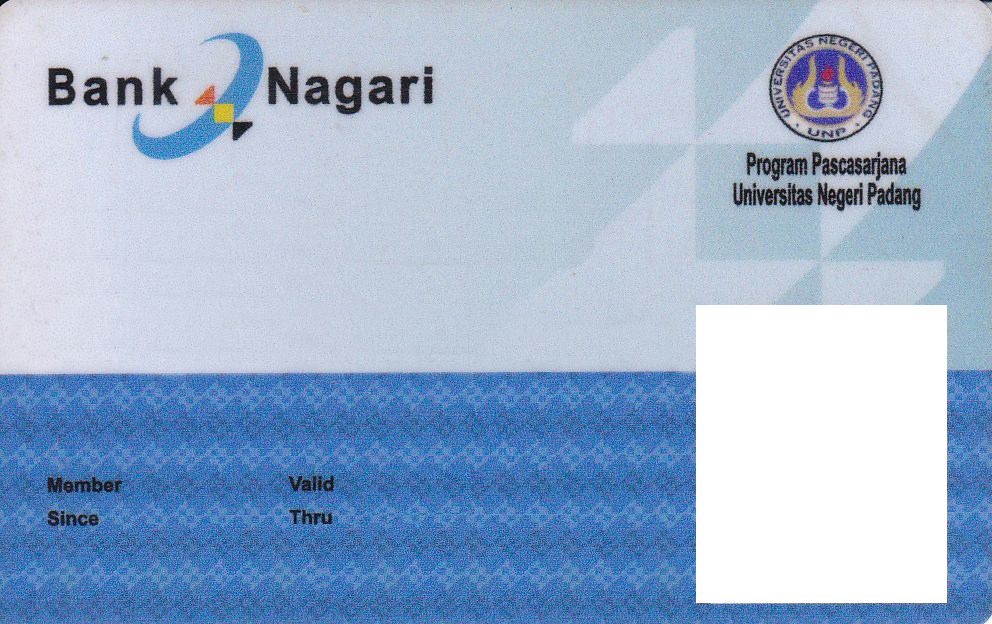 Bank Nagari
UNIVERSITAS NEGERI PADANG
UNP
Program Pascasarjana
Universitas Negeri Padang
Member Valid
Since Thru